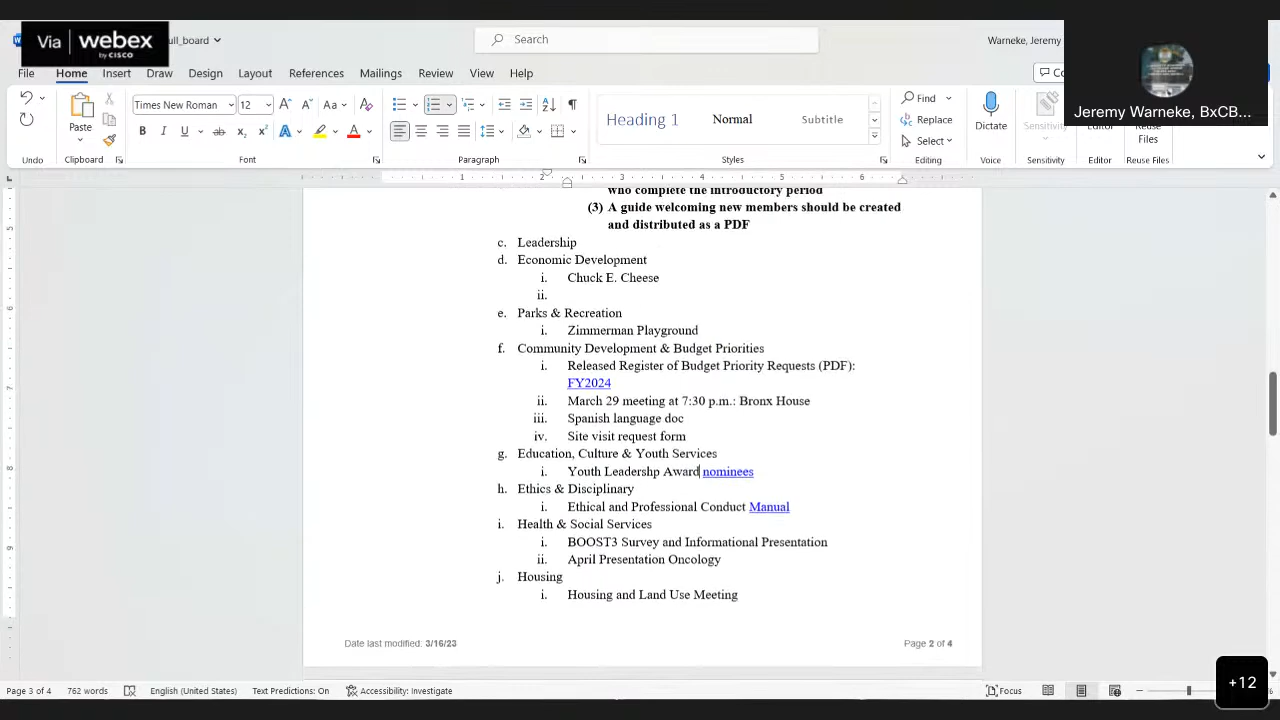 Via webex
by CISCO
ull_board
Search
Warneke, Jeremy
Jeremy Warneke, BxCB...
File Home Insert Draw Design Layout References Mailings Review View Help
Times New Roman 12
Paste
Heading 1 Normal Subtitle
Find
Replace
Select
Dictate
Sensitivity
Editor
Reuse
Files
Undo Clipboard Font Paragraph Styles Editing Voice Sensitivity Editor Reuse Files
1 2 3 4 5 6
who complete the introductory period
(3) A guide welcoming new members should be created
and distributed as a PDF
c. Leadership
d. Economic Development
i. Chuck E. Cheese
ii.
e. Parks & Recreation
i. Zimmerman Playground
f. Community Development & Budget Priorities
i. Released Register of Budget Priority Requests (PDF):
FY2024
ii. March 29 meeting at 7:30 p.m.: Bronx House
iii. Spanish language doc
iv. Site visit request form
g. Education, Culture & Youth Services
i. Youth Leadershp Award nominees
h. Ethics & Disciplinary
i. Ethical and Professional Conduct Manual
i. Health & Social Services
i. BOOST3 Survey and Informational Presentation
ii. April Presentation Oncology
j. Housing
i. Housing and Land Use Meeting
Date last modified: 3/16/23 Page 2 of 4
Page 3 of 4 762 words English (United States) Text Predictions: On Accessibility: Investigate Focus
+12